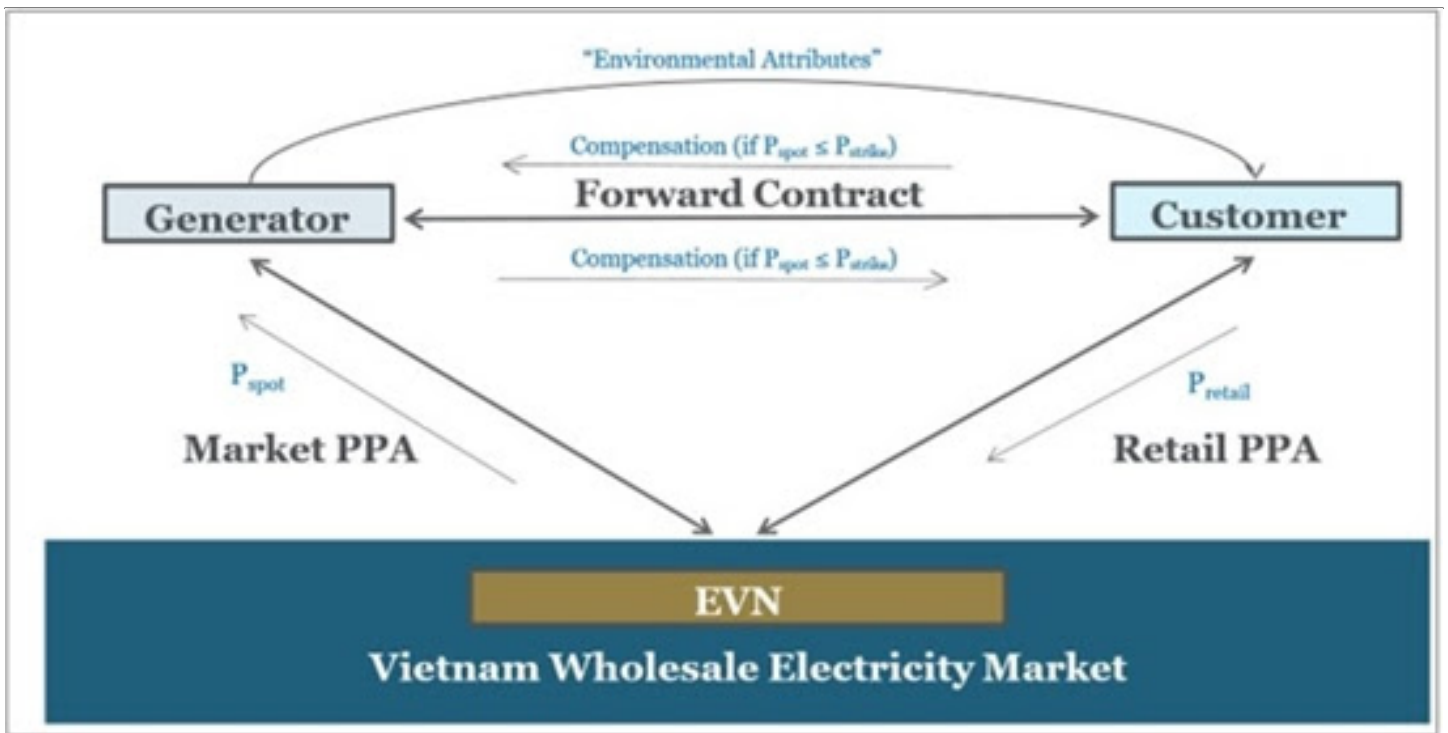 “Environmental Attributes”
Compensation (if Pspot ≤ Pstrike)
Forward Contract
Generator
Customer
Compensation (if Pspot ≤ Pstrike)
Pspot
Pretail
Market PPA
Retail PPA
EVN
Vietnam Wholesale Electricity Market